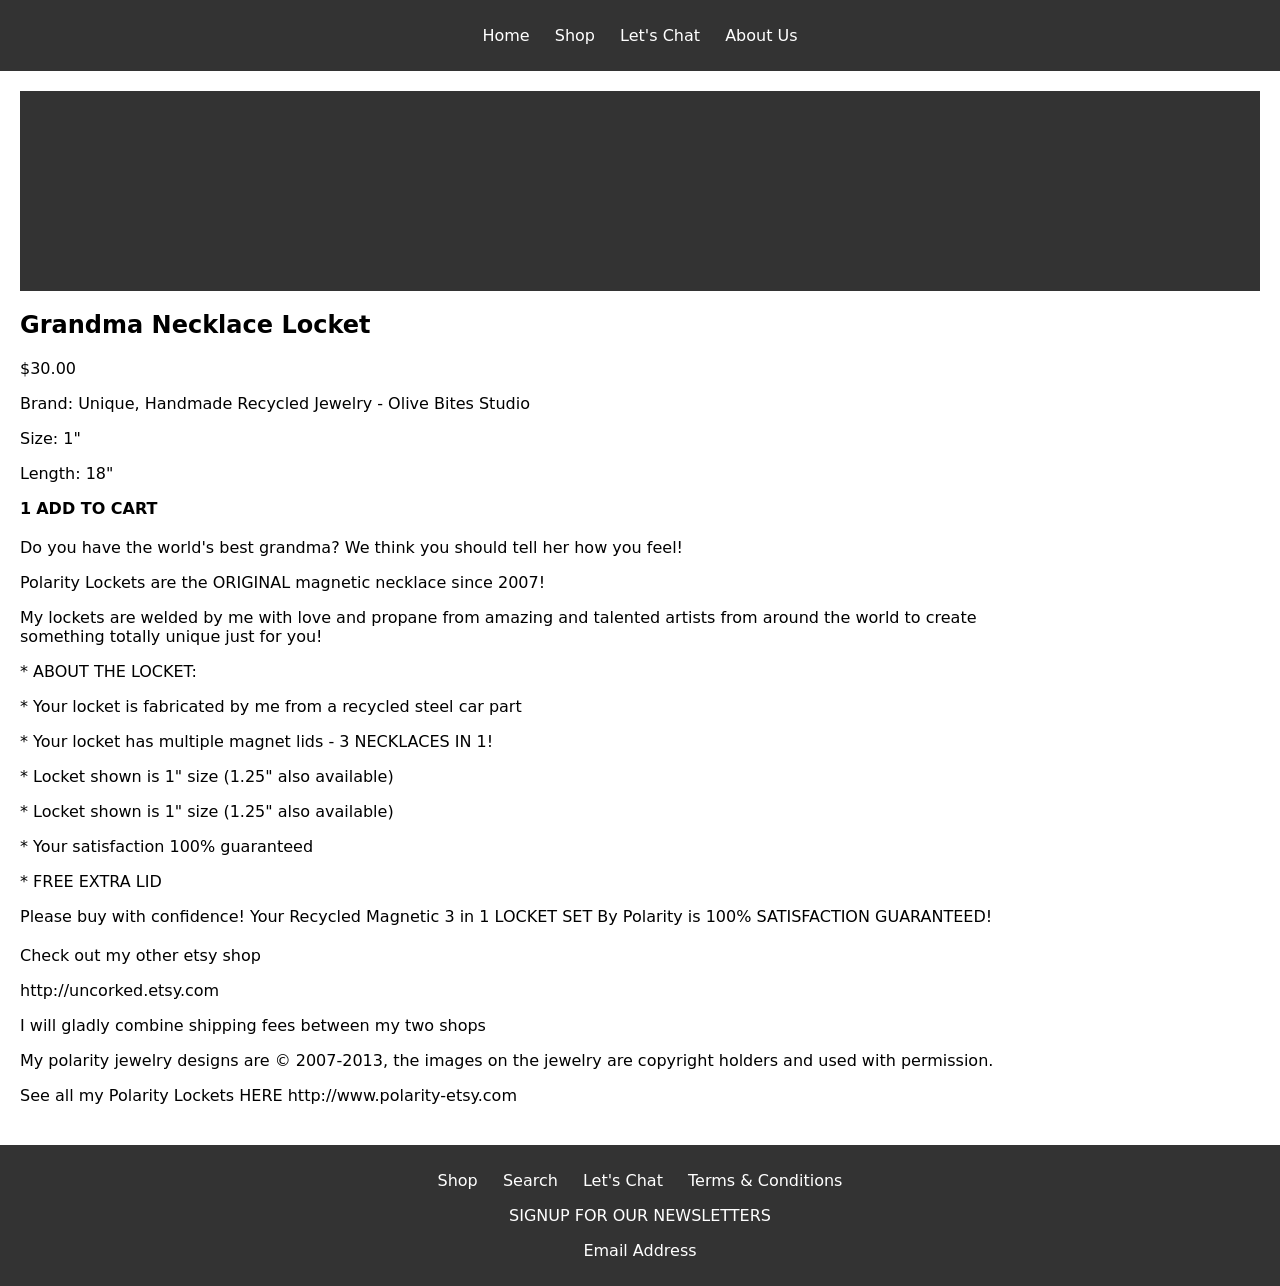 Home Shop Let's Chat About Us
Grandma Necklace Locket
$30.00
Brand: Unique, Handmade Recycled Jewelry - Olive Bites Studio
Size: 1"
Length: 18"
1 ADD TO CART
Do you have the world's best grandma? We think you should tell her how you feel!
Polarity Lockets are the ORIGINAL magnetic necklace since 2007!
My lockets are welded by me with love and propane from amazing and talented artists from around the world to create
something totally unique just for you!
* ABOUT THE LOCKET:
* Your locket is fabricated by me from a recycled steel car part
* Your locket has multiple magnet lids - 3 NECKLACES IN 1!
* Locket shown is 1" size (1.25" also available)
* Locket shown is 1" size (1.25" also available)
* Your satisfaction 100% guaranteed
* FREE EXTRA LID
Please buy with confidence! Your Recycled Magnetic 3 in 1 LOCKET SET By Polarity is 100% SATISFACTION GUARANTEED!
Check out my other etsy shop
http://uncorked.etsy.com
I will gladly combine shipping fees between my two shops
My polarity jewelry designs are © 2007-2013, the images on the jewelry are copyright holders and used with permission.
See all my Polarity Lockets HERE http://www.polarity-etsy.com
Shop Search Let's Chat Terms & Conditions
SIGNUP FOR OUR NEWSLETTERS
Email Address